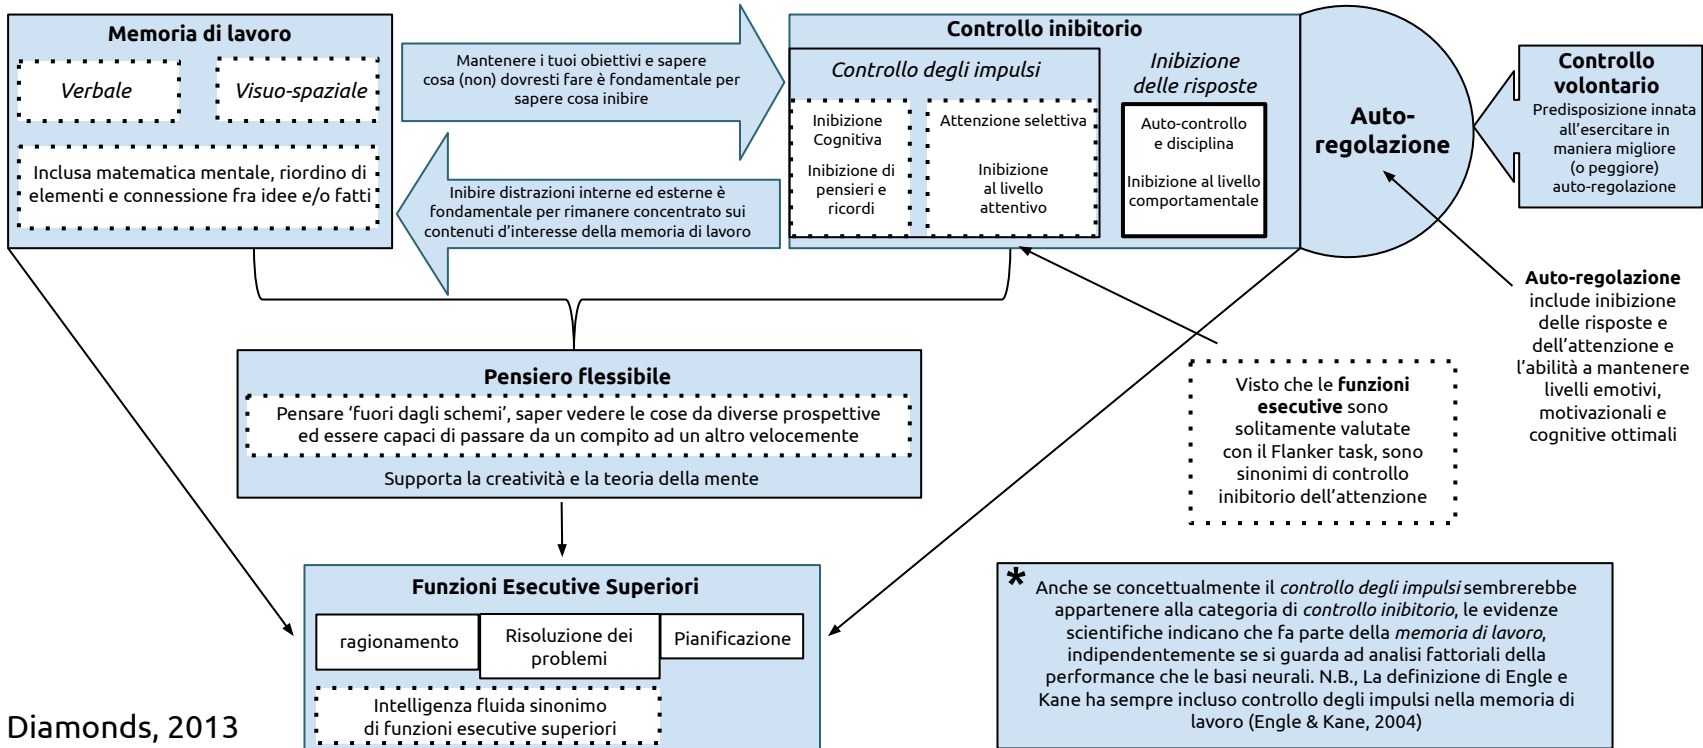 Memoria di lavoro
Verbale
Visuo-spaziale
Inclusa matematica mentale, riordino di
elementi e connessione fra idee e/o fatti
Mantenere i tuoi obiettivi e sapere
cosa (non) dovresti fare è fondamentale per
sapere cosa inibire
Inibire distrazioni interne ed esterne è
fondamentale per rimanere concentrato sui
contenuti d'interesse della memoria di lavoro
Controllo inibitorio
Controllo degli impulsi
Inibizione
Cognitiva
Inibizione di
pensieri e
ricordi
Attenzione selettiva
Inibizione
al livello
attentivo
Inibizione
delle risposte
Auto-controllo
e disciplina
Inibizione al livello
comportamentale
Auto-
regolazione
Controllo
volontario
Predisposizione innata
all'esercitare in
maniera migliore
(o peggiore)
auto-regolazione
Auto-regolazione
include inibizione
delle risposte e
dell'attenzione e
l'abilità a mantenere
livelli emotivi,
motivazionali e
cognitive ottimali
Pensiero flessibile
Pensare 'fuori dagli schemi', saper vedere le cose da diverse prospettive
ed essere capaci di passare da un compito ad un altro velocemente
Supporta la creatività e la teoria della mente
Visto che le funzioni
esecutive sono
solitamente valutate
con il Flanker task, sono
sinonimi di controllo
inibitorio dell'attenzione
Funzioni Esecutive Superiori
ragionamento
Risoluzione dei
problemi
Pianificazione
Intelligenza fluida sinonimo
di funzioni esecutive superiori
* Anche se concettualmente il controllo degli impulsi sembrerebbe
appartenere alla categoria di controllo inibitorio, le evidenze
scientifiche indicano che fa parte della memoria di lavoro,
indipendentemente se si guarda ad analisi fattoriali della
performance che le basi neurali. N.B., La definizione di Engle e
Kane ha sempre incluso controllo degli impulsi nella memoria di
lavoro (Engle & Kane, 2004)
Diamonds, 2013